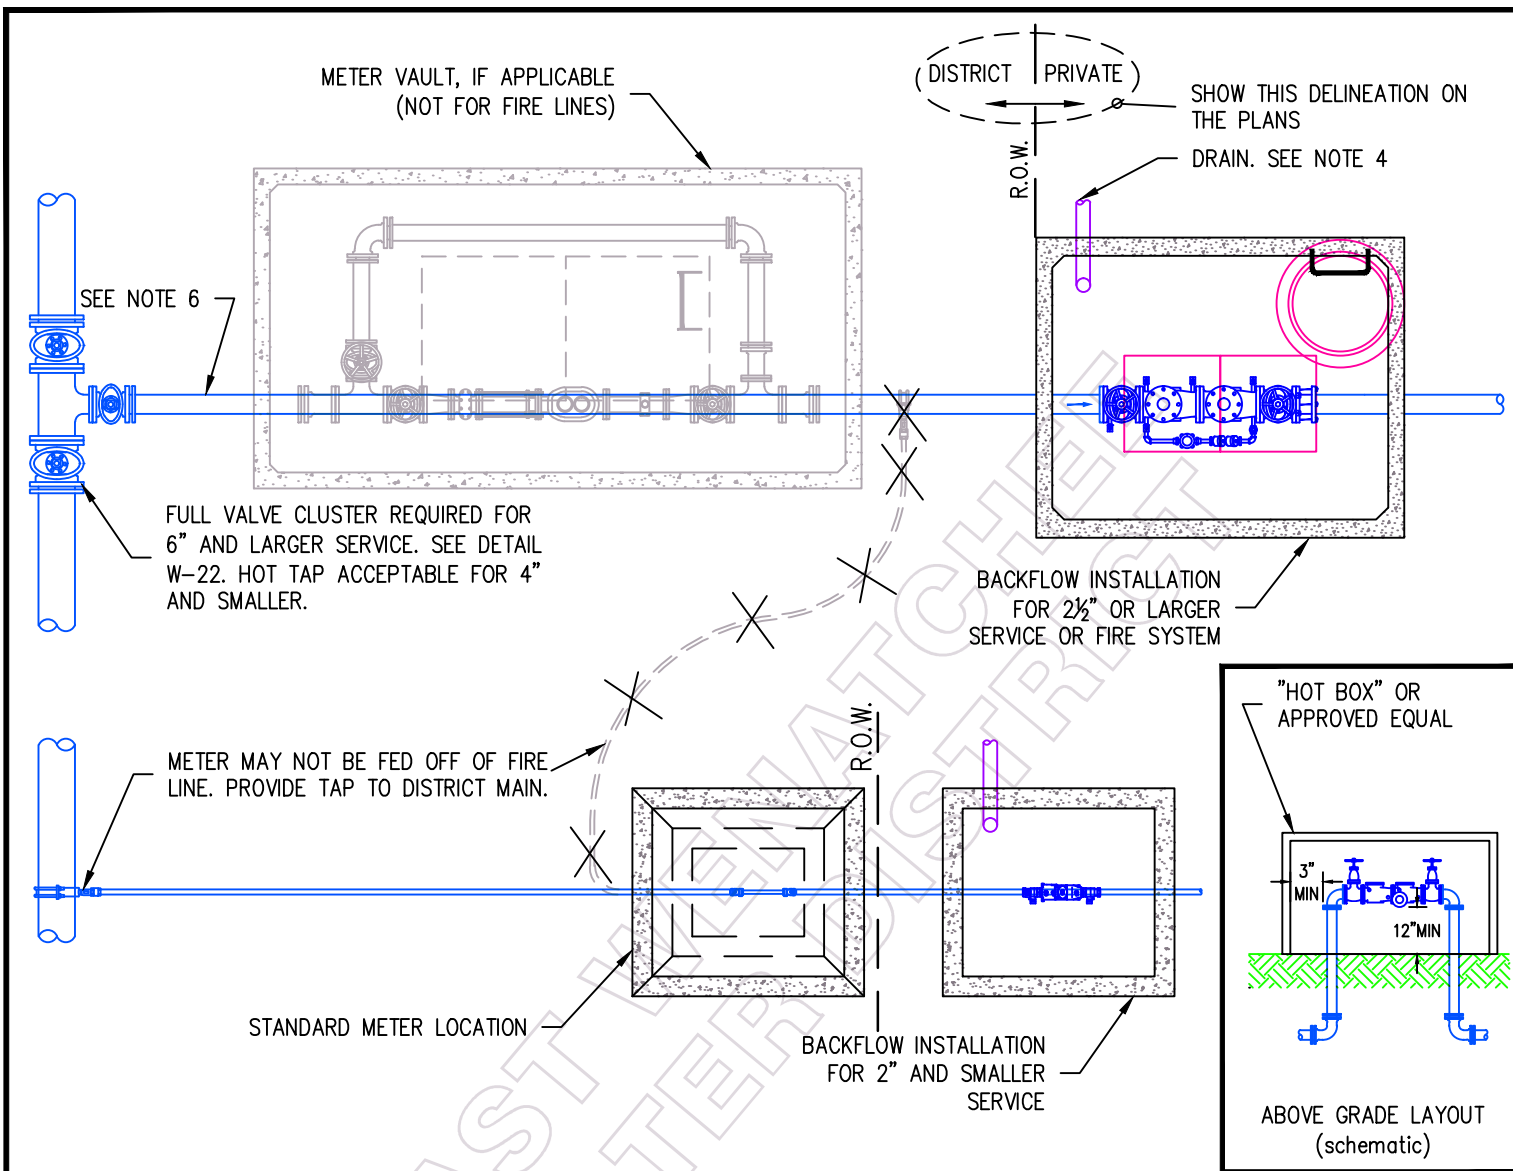 METER VAULT, IF APPLICABLE
(NOT FOR FIRE LINES)
DISTRICT
PRIVATE
SHOW THIS DELINEATION ON
THE PLANS
R.O.W.
DRAIN. SEE NOTE 4
SEE NOTE 6
FULL VALVE CLUSTER REQUIRED FOR
6" AND LARGER SERVICE. SEE DETAIL
W-22. HOT TAP ACCEPTABLE FOR 4"
AND SMALLER.
BACKFLOW INSTALLATION
FOR 2½" OR LARGER
SERVICE OR FIRE SYSTEM
"HOT BOX" OR
APPROVED EQUAL
METER MAY NOT BE FED OFF OF FIRE
LINE. PROVIDE TAP TO DISTRICT MAIN.
R.O.W.
3"
MIN
12"MIN
STANDARD METER LOCATION
BACKFLOW INSTALLATION
FOR 2" AND SMALLER
SERVICE
ABOVE GRADE LAYOUT
(schematic)
AST WENATCHEE
TER DISTRICT